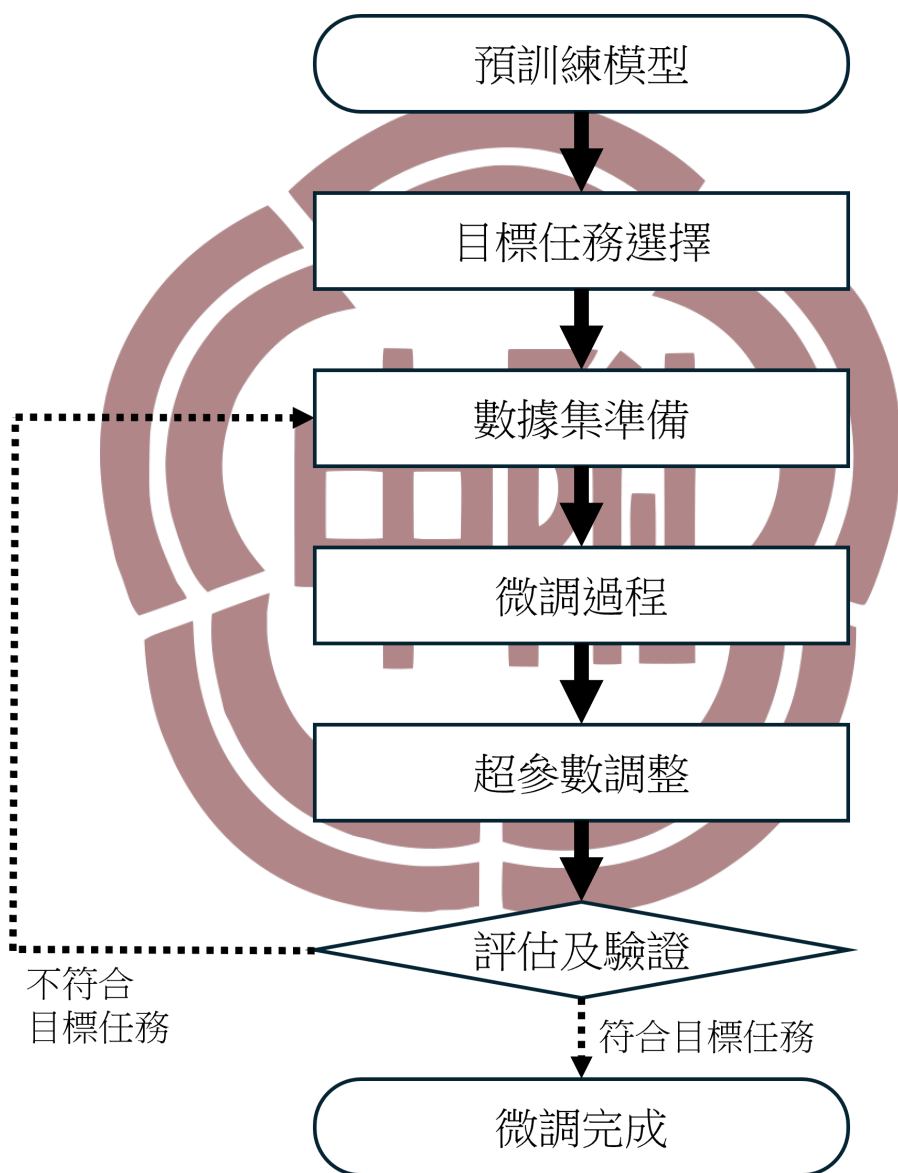 預訓練模型
目標任務選擇
數據集準備
微調過程
超參數調整
評估及驗證
不符合
目標任務
符合目標任務
微調完成